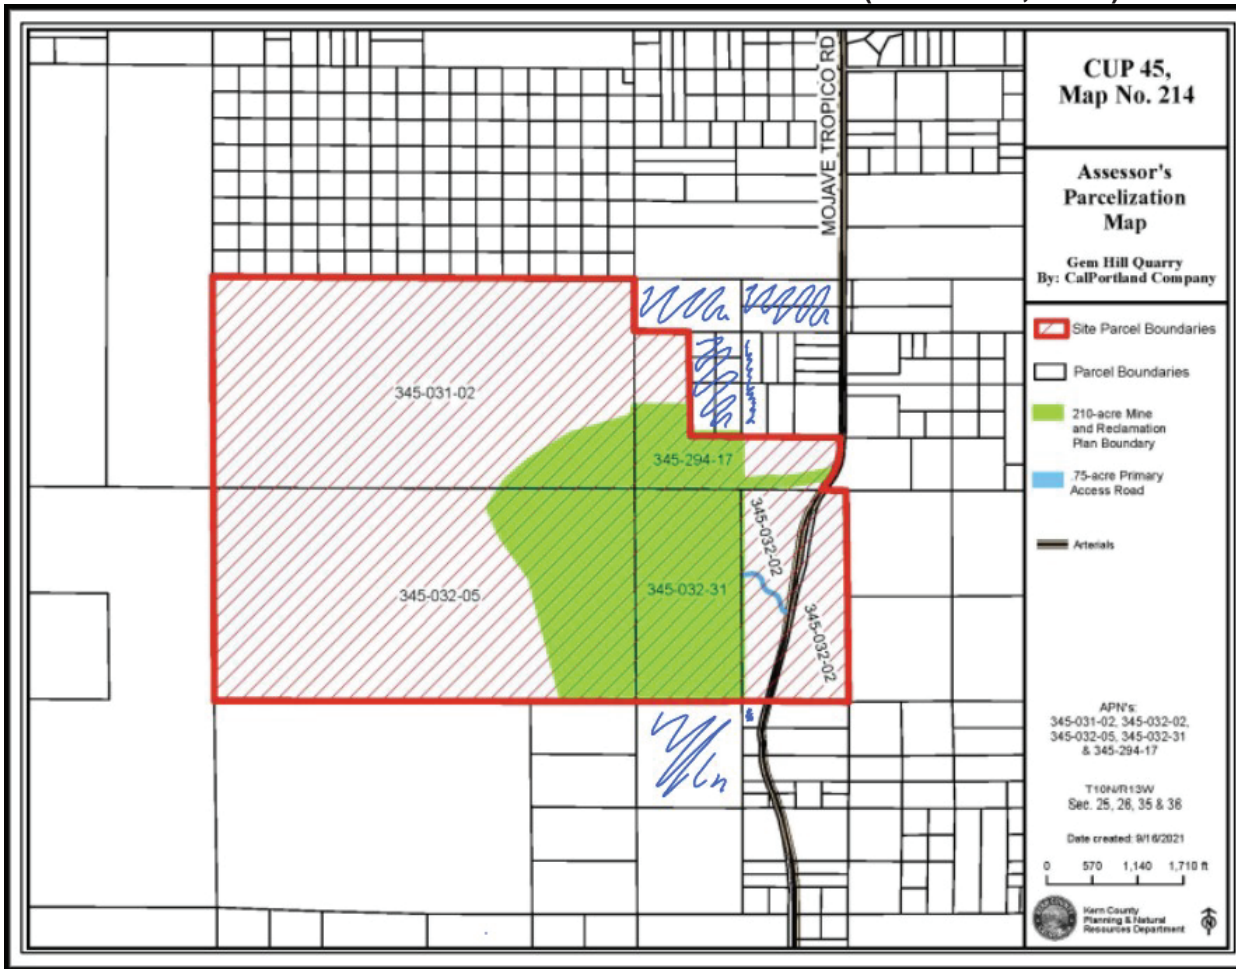 MOJAVE TROPICO RD
CUP 45,
Map No. 214
Assessor's
Parcelization
Map
Gem Hill Quarry
By: CalPortland Company
Site Parcel Boundaries
Parcel Boundaries
210-acre Mine
and Reclamation
Plan Boundary
.75-acre Primary
Access Road
Arterials
345-031-02
345-294-17
345-032-02
345-032-05
345-032-31
345-032-02
APN's:
345-031-02, 345-032-02,
345-032-05, 345-032-31
& 345-294-17
T10N/R13W
Sec. 25, 26, 35 & 36
Date created: 9/16/2021
0 570 1,140 1,710 ft
Kern County
Planning & Natural
Resources Department
N